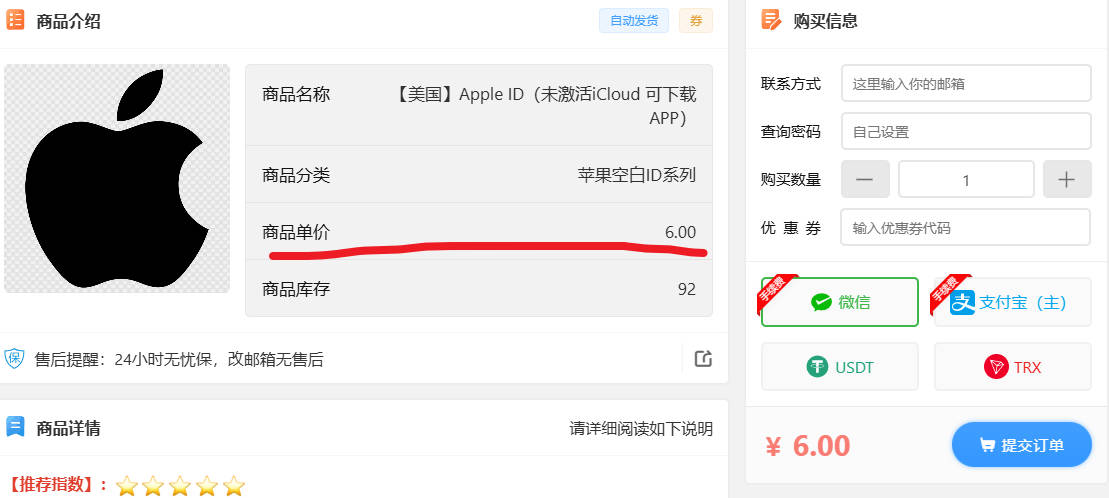 商品介绍
自动发货
券
商品名称
【美国】Apple ID（未激活iCloud 可下载
APP）
商品分类
苹果空白ID系列
商品单价
6.00
商品库存
92
保
售后提醒：24小时无忧保，改邮箱无售后
商品详情
请详细阅读如下说明
【推荐指数】：
购买信息
联系方式
这里输入你的邮箱
查询密码
自己设置
购买数量
1
优 惠 券
输入优惠券代码
手续费
微信
手续费
支
支付宝（主）
USDT
TRX
¥ 6.00
提交订单